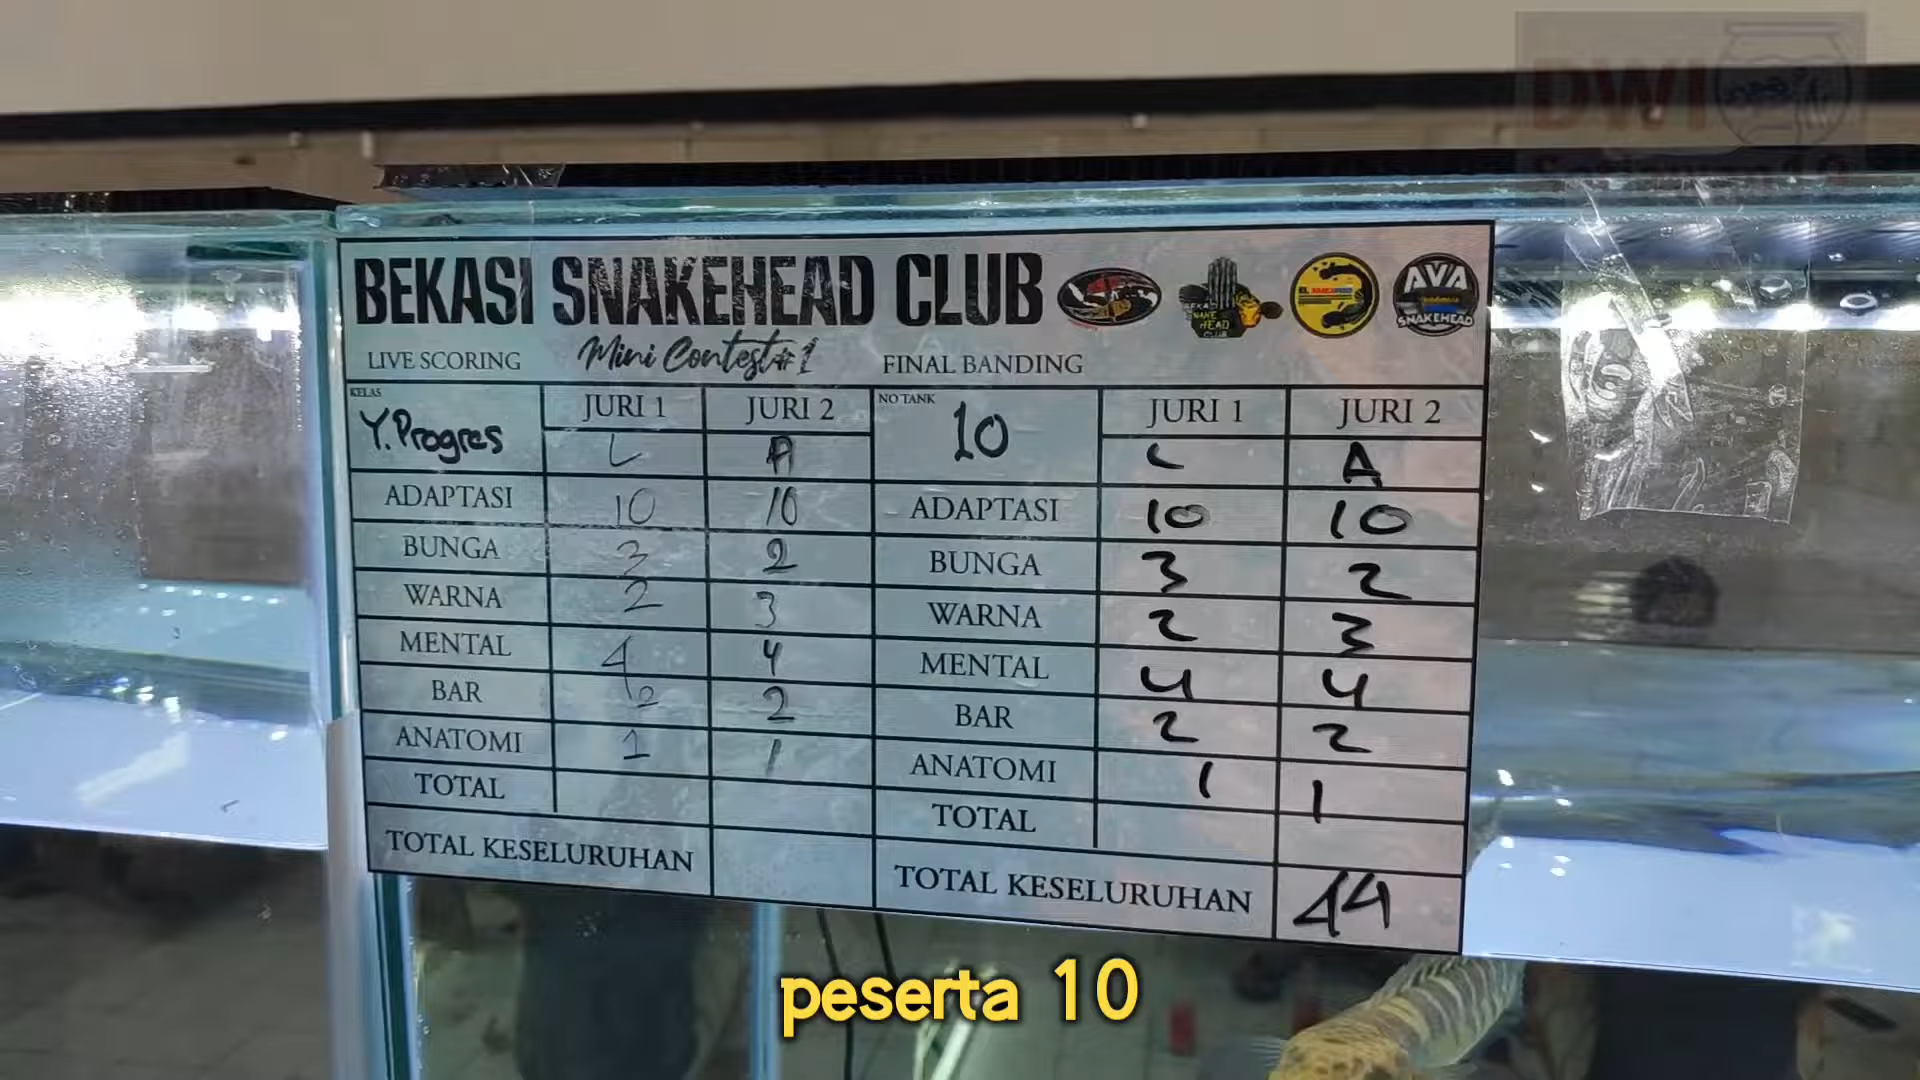 DWI
BEKASI SNAKEHEAD CLUB
AVA
SNAKEHEAD
LIVE SCORING Mini Contest #1 FINAL BANDING
KELAS Y.Progres JURI 1 JURI 2 NO TANK 10 JURI 1 JURI 2
L A L A
ADAPTASI 10 10 ADAPTASI 10 10
BUNGA 3 2 BUNGA 3 2
WARNA 2 3 WARNA 2 3
MENTAL 4 4 MENTAL 4 4
BAR 2 2 BAR 2 2
ANATOMI 1 1 ANATOMI 1 1
TOTAL TOTAL
TOTAL KESELURUHAN TOTAL KESELURUHAN 44
peserta 10